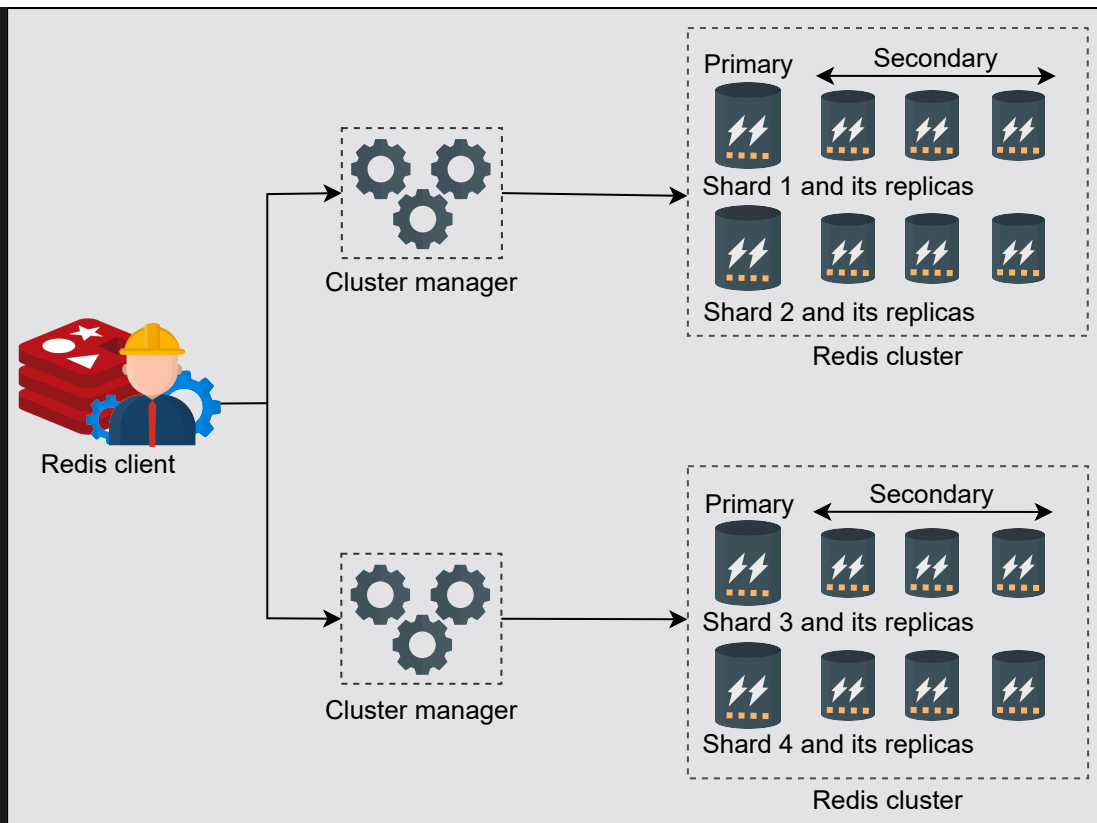 Primary
Secondary
Shard 1 and its replicas
Cluster manager
Shard 2 and its replicas
Redis cluster
Redis client
Primary
Secondary
Shard 3 and its replicas
Cluster manager
Shard 4 and its replicas
Redis cluster